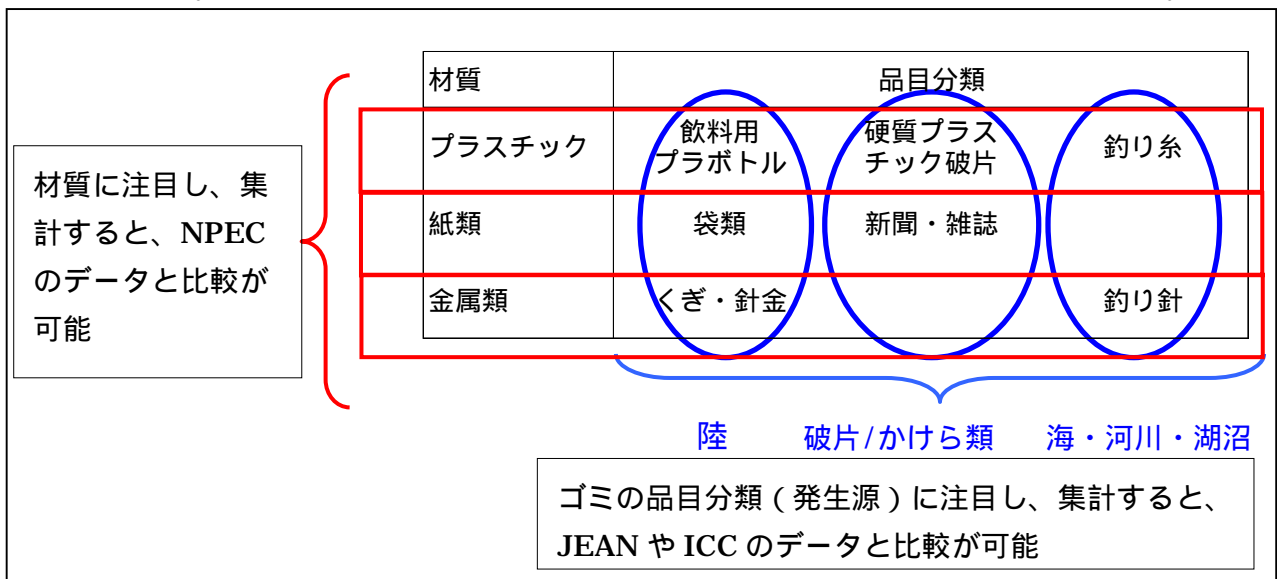 材質 品目分類
プラスチック 飲料用 硬質プラス 釣り糸
プラボトル チック破片
紙類 袋類 新聞・雑誌
金属類 くぎ・針金 釣り針
材質に注目し、集
計すると、NPEC
のデータと比較が
可能
陸 破片/かけら類 海・河川・湖沼
ゴミの品目分類(発生源)に注目し、集計すると、
JEAN や ICC のデータと比較が可能